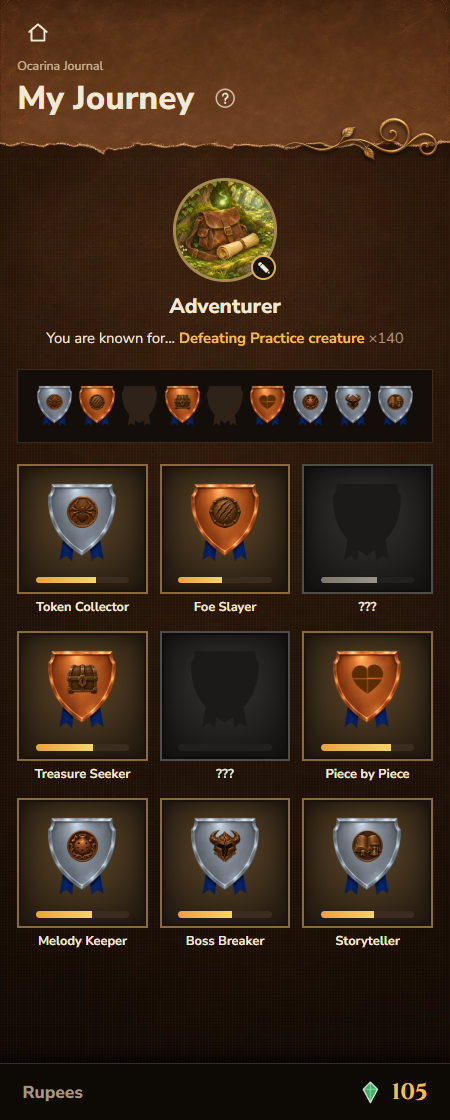 Ocarina Journal
My Journey ?
Adventurer
You are known for... Defeating Practice creature ×140
Token Collector
Foe Slayer
???
Treasure Seeker
???
Piece by Piece
Melody Keeper
Boss Breaker
Storyteller
Rupees 105